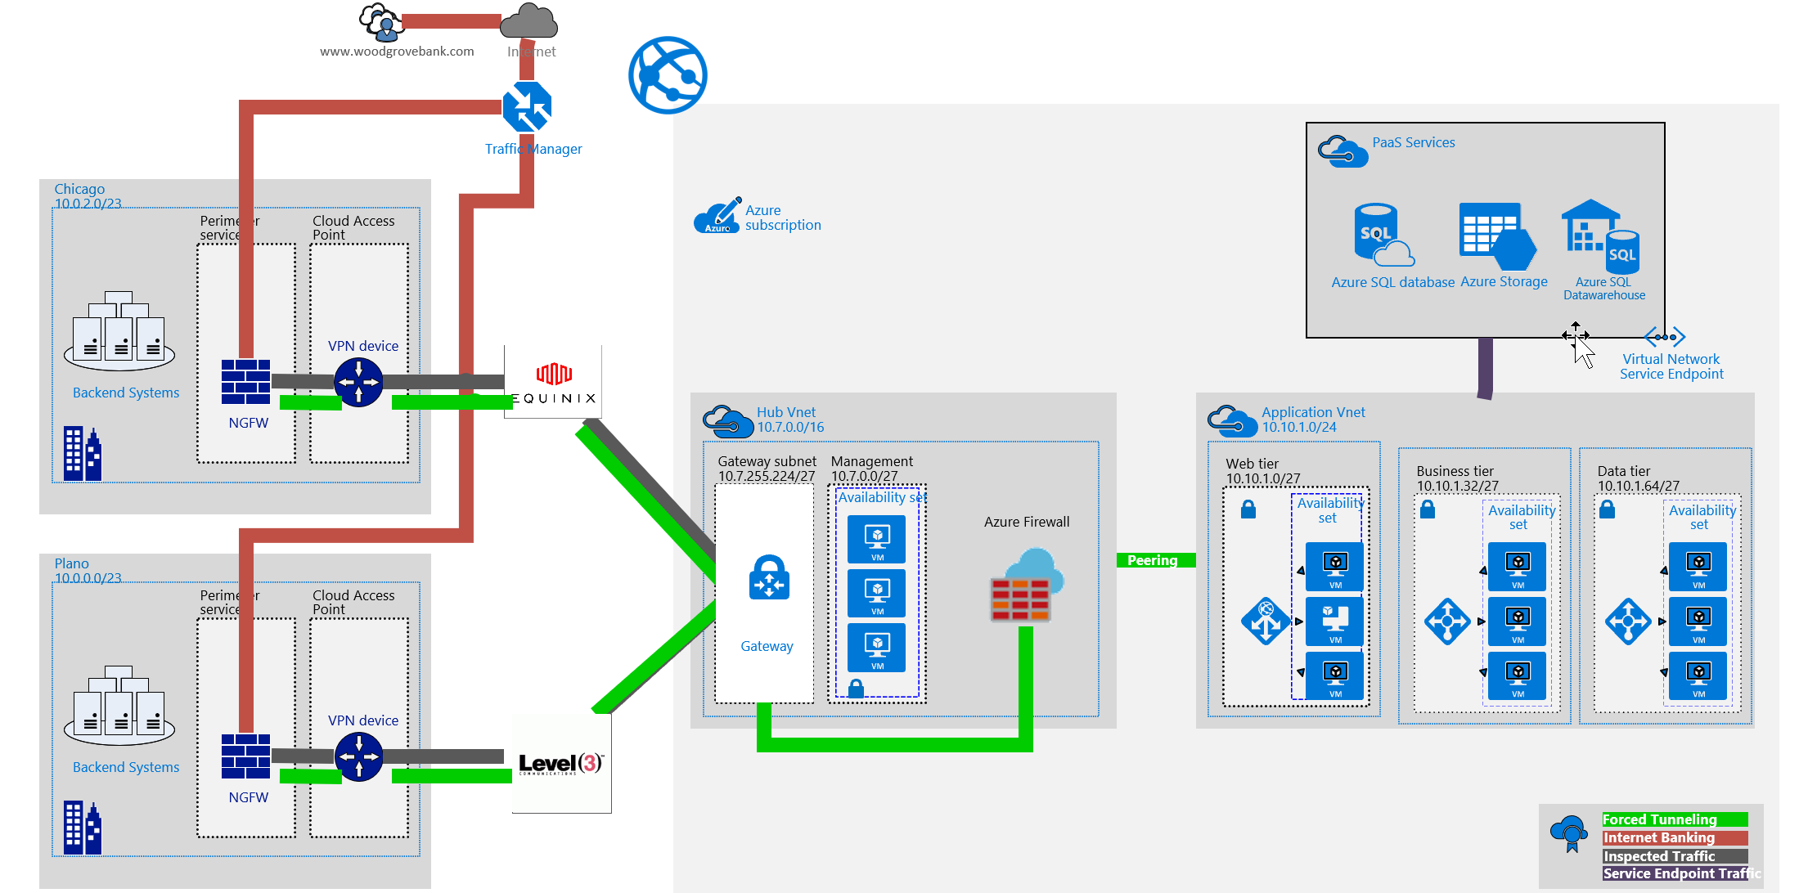 www.woodgrovebank.com
Internet
Traffic Manager
Chicago
10.0.2.0/23
Perimeter
services
Cloud Access
Point
VPN device
Backend Systems
NGFW
EQUINIX
Plano
10.0.0.0/23
Perimeter
services
Cloud Access
Point
VPN device
Backend Systems
NGFW
Level(3)™
COMMUNICATIONS
Azure
Azure
subscription
PaaS Services
SQL
Azure SQL database
Azure Storage
SQL
Azure SQL
Datawarehouse
Virtual Network
Service Endpoint
Hub Vnet
10.7.0.0/16
Gateway subnet
10.7.255.224/27
Gateway
Management
10.7.0.0/27
Availability set
VM
VM
VM
Azure Firewall
Peering
Application Vnet
10.10.1.0/24
Web tier
10.10.1.0/27
Availability
set
VM
VM
VM
Business tier
10.10.1.32/27
Availability
set
VM
VM
VM
Data tier
10.10.1.64/27
Availability
set
VM
VM
VM
Forced Tunneling
Internet Banking
Inspected Traffic
Service Endpoint Traffic